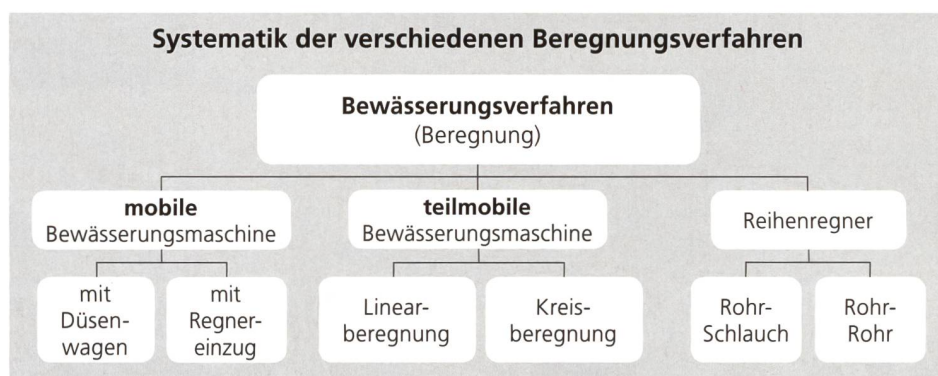 Systematik der verschiedenen Beregnungsverfahren
Bewässerungsverfahren
(Beregnung)
mobile
Bewässerungsmaschine
teilmobile
Bewässerungsmaschine
Reihenregner
mit
Düsen-
wagen
mit
Regner-
einzug
Linear-
beregnung
Kreis-
beregnung
Rohr-
Schlauch
Rohr-
Rohr